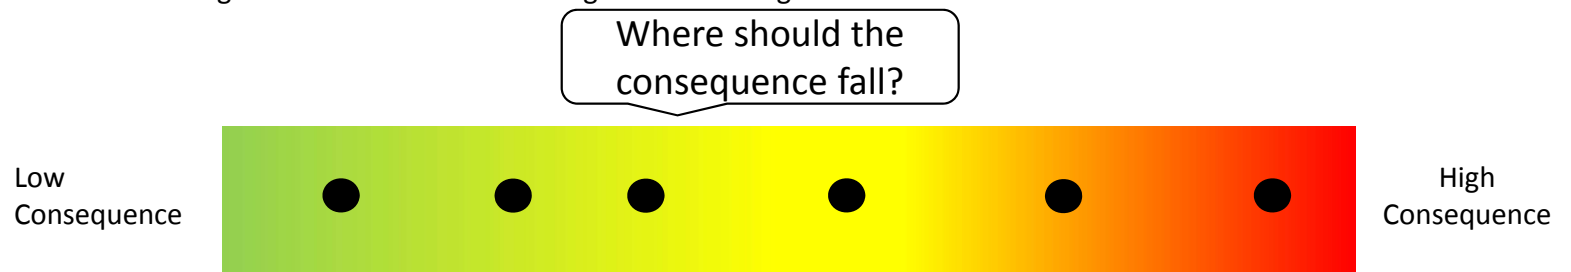 Where should the
consequence fall?
Low
Consequence
High
Consequence